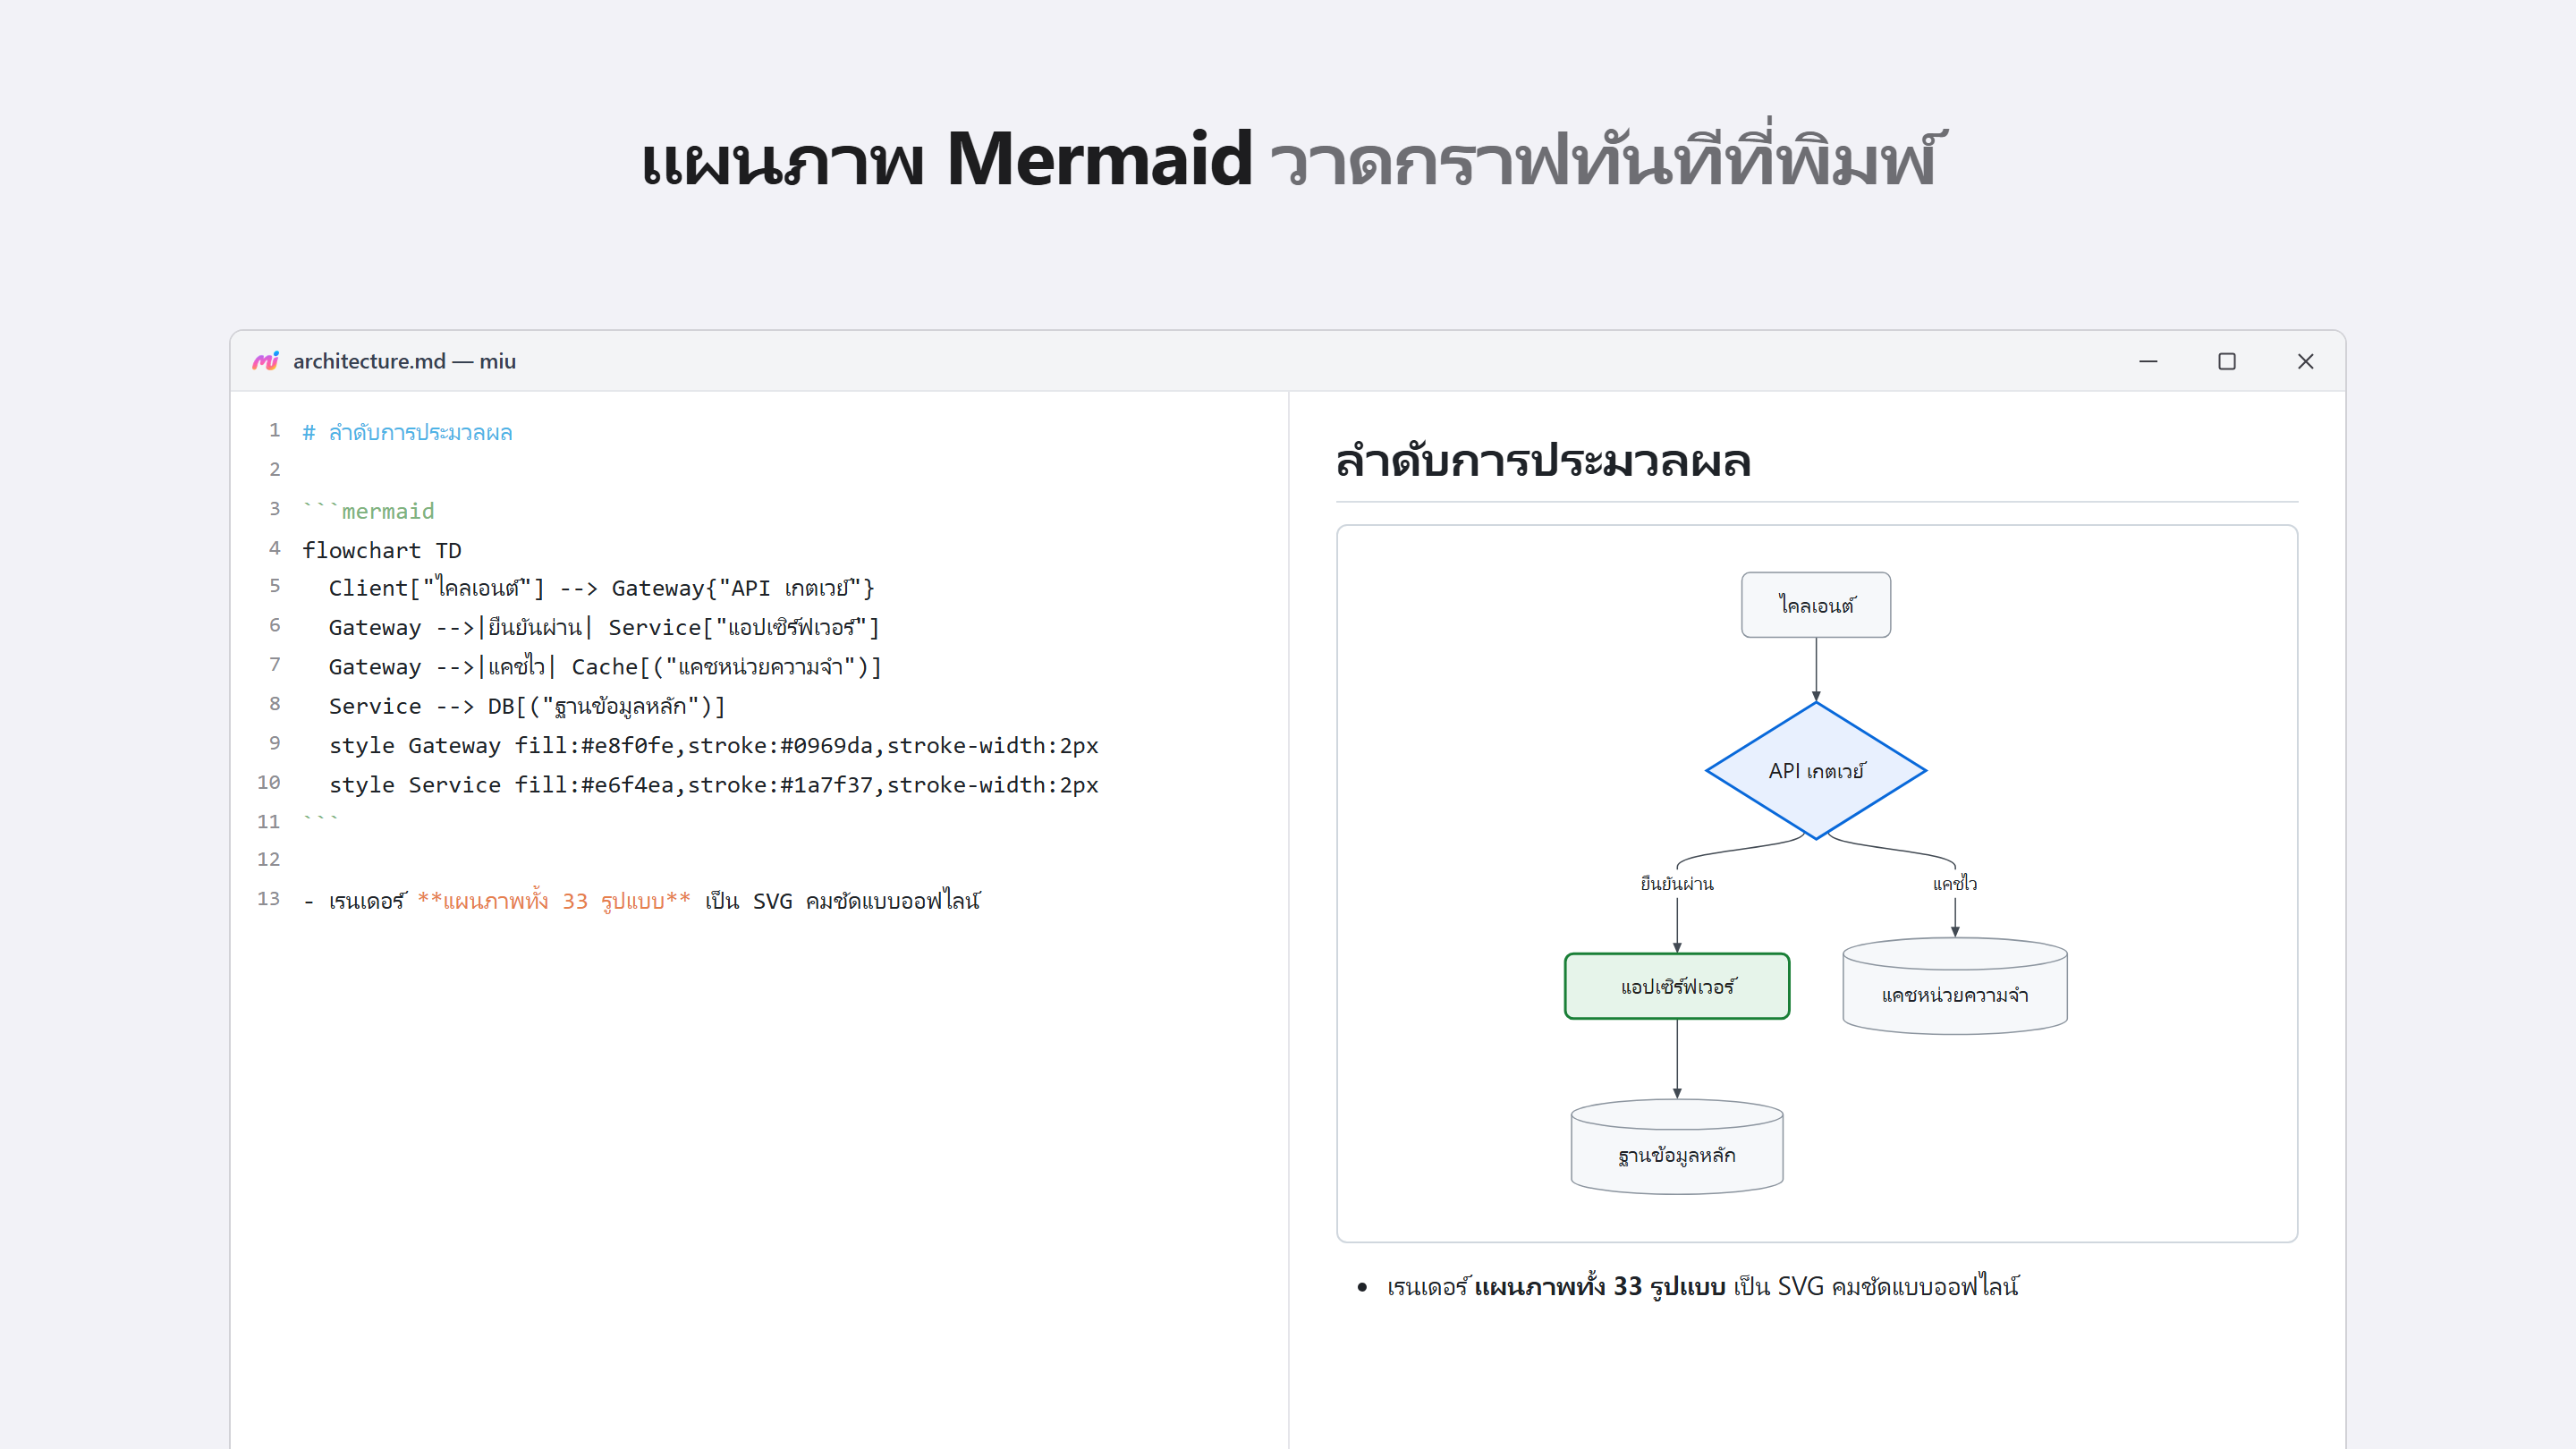 แผนภาพ Mermaid วาดกราฟทันทีที่พิมพ์
architecture.md — miu
1 # ลำดับการประมวลผล
2
3 ```mermaid
4 flowchart TD
5 Client["ไคลเอนต์"] --> Gateway{"API เกตเวย์"}
6 Gateway -->|ยืนยันผ่าน| Service["แอปเซิร์ฟเวอร์"]
7 Gateway -->|แคชไว| Cache[("แคชหน่วยความจำ")]
8 Service --> DB[("ฐานข้อมูลหลัก")]
9 style Gateway fill:#e8f0fe,stroke:#0969da,stroke-width:2px
10 style Service fill:#e6f4ea,stroke:#1a7f37,stroke-width:2px
11 ```
12
13 - เรนเดอร์ **แผนภาพทั้ง 33 รูปแบบ** เป็น SVG คมชัดแบบออฟไลน์
ลำดับการประมวลผล
ไคลเอนต์
API เกตเวย์
ยืนยันผ่าน
แคชไว
แอปเซิร์ฟเวอร์
แคชหน่วยความจำ
ฐานข้อมูลหลัก
• เรนเดอร์ แผนภาพทั้ง 33 รูปแบบ เป็น SVG คมชัดแบบออฟไลน์